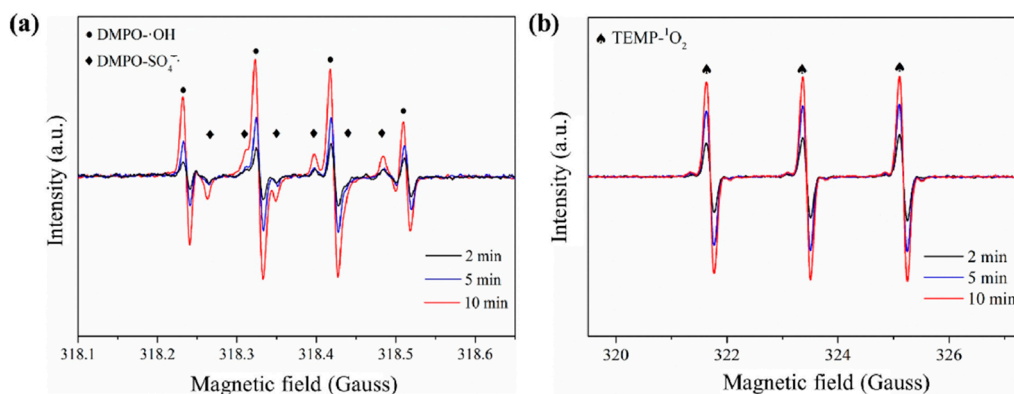 (a)
● DMPO-·OH
◆ DMPO-SO₄⁻·
Intensity (a.u.)
2 min
5 min
10 min
318.1 318.2 318.3 318.4 318.5 318.6
Magnetic field (Gauss)
(b)
♠ TEMP-¹O₂
Intensity (a.u.)
2 min
5 min
10 min
320 322 324 326
Magnetic field (Gauss)